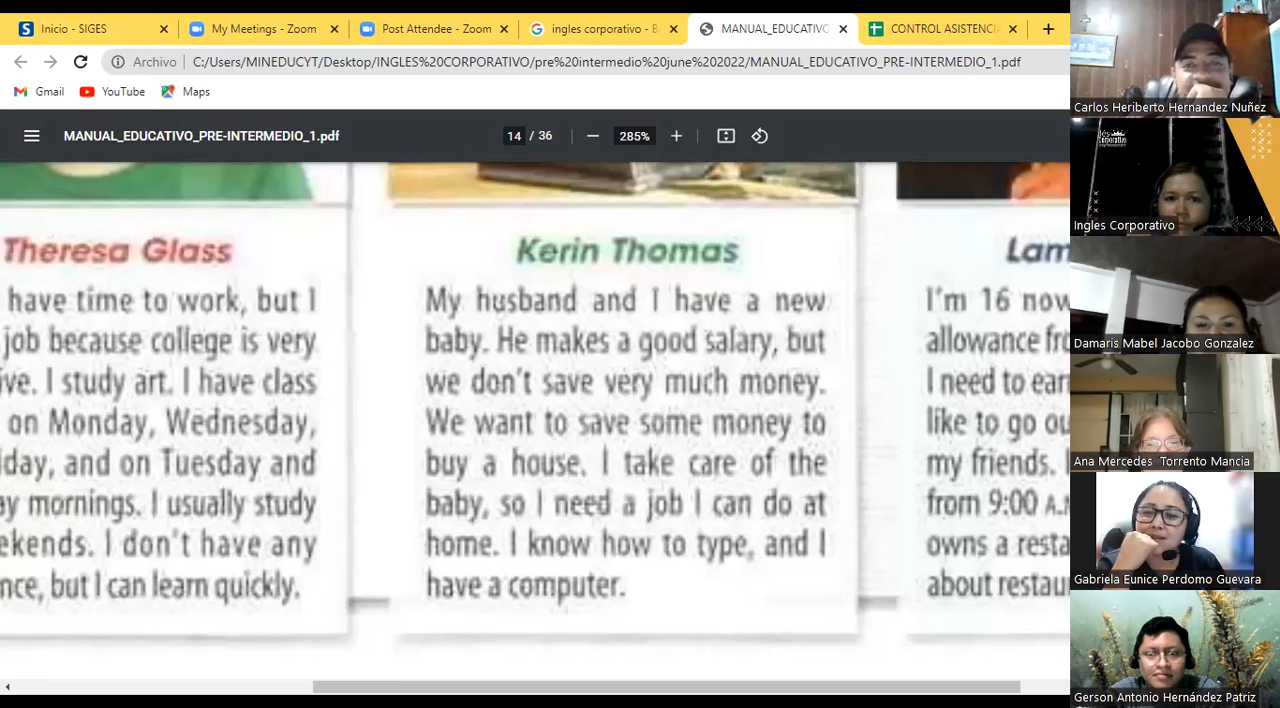 Inicio - SIGES
My Meetings - Zoom
Post Attendee - Zoom
ingles corporativo - B
MANUAL_EDUCATIVO
CONTROL ASISTENCI
Archivo
C:/Users/MINEDUCYT/Desktop/INGLES%20CORPORATIVO/pre%20intermedio%20june%202022/MANUAL_EDUCATIVO_PRE-INTERMEDIO_1.pdf
Gmail
YouTube
Maps
MANUAL_EDUCATIVO_PRE-INTERMEDIO_1.pdf
14 / 36
285%
Theresa Glass
have time to work, but I
job because college is very
ive. I study art. I have class
on Monday, Wednesday,
iday, and on Tuesday and
ay mornings. I usually study
ekends. I don't have any
nce, but I can learn quickly.
Kerin Thomas
My husband and I have a new
baby. He makes a good salary, but
we don't save very much money.
We want to save some money to
buy a house. I take care of the
baby, so I need a job I can do at
home. I know how to type, and I
have a computer.
Lam
I'm 16 now
allowance fro
I need to ear
like to go ou
my friends.
from 9:00 A.M
owns a resta
about restau
Carlos Heriberto Hernandez Nuñez
Corporativo
Ingles Corporativo
Damaris Mabel Jacobo Gonzalez
Ana Mercedes Torrento Mancia
Gabriela Eunice Perdomo Guevara
Gerson Antonio Hernández Patriz